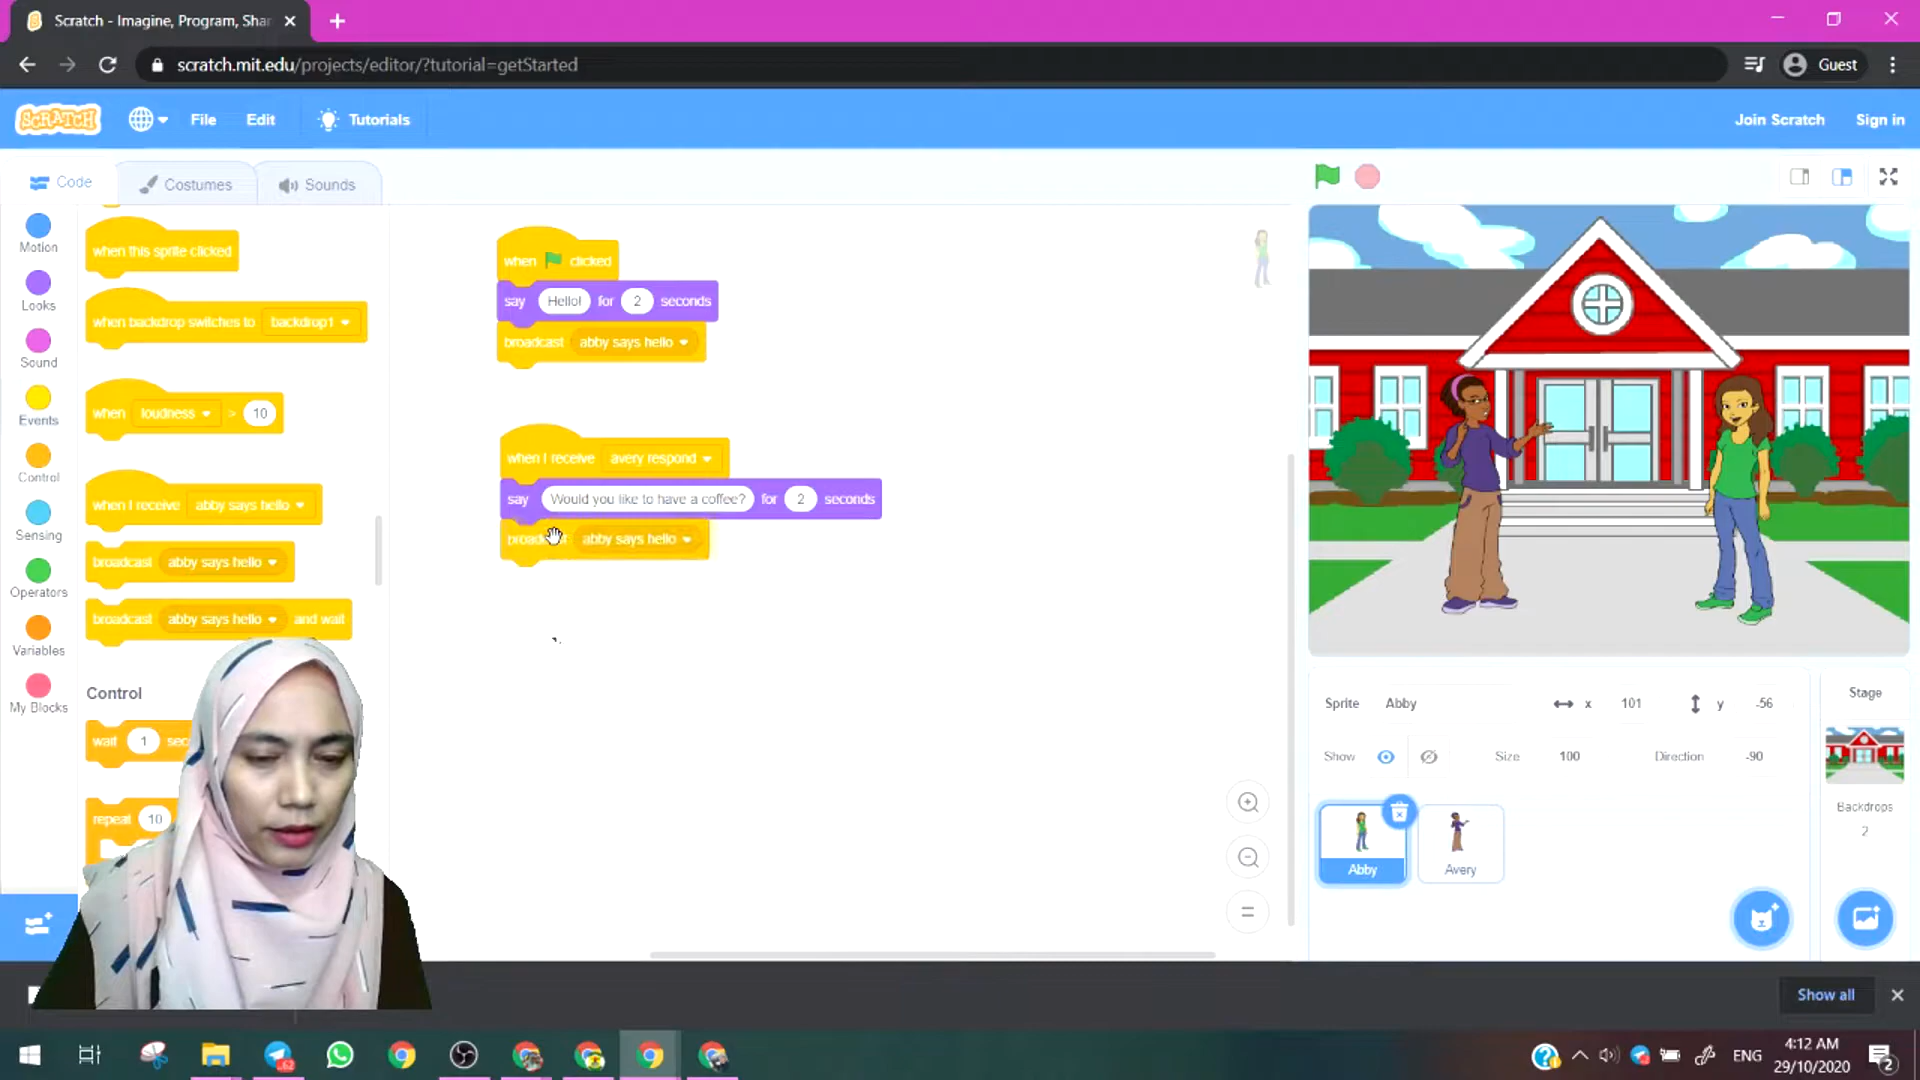 Scratch - Imagine, Program, Shar
scratch.mit.edu/projects/editor/?tutorial=getStarted
Guest
SCRATCH
File
Edit
Tutorials
Join Scratch
Sign in
Code
Costumes
Sounds
Motion
Looks
Sound
Events
Control
Sensing
Operators
Variables
My Blocks
when this sprite clicked
when backdrop switches to backdrop1
when loudness > 10
when I receive abby says hello
broadcast abby says hello
broadcast abby says hello and wait
Control
wait 1
repeat 10
when clicked
say Hello! for 2 seconds
broadcast abby says hello
when I receive avery respond
say Would you like to have a coffee? for 2 seconds
abby says hello
Sprite Abby x 101 y -56
Show Size 100 Direction -90
Abby
Avery
Stage
Backdrops
2
Show all
62
ENG
4:12 AM
29/10/2020
2